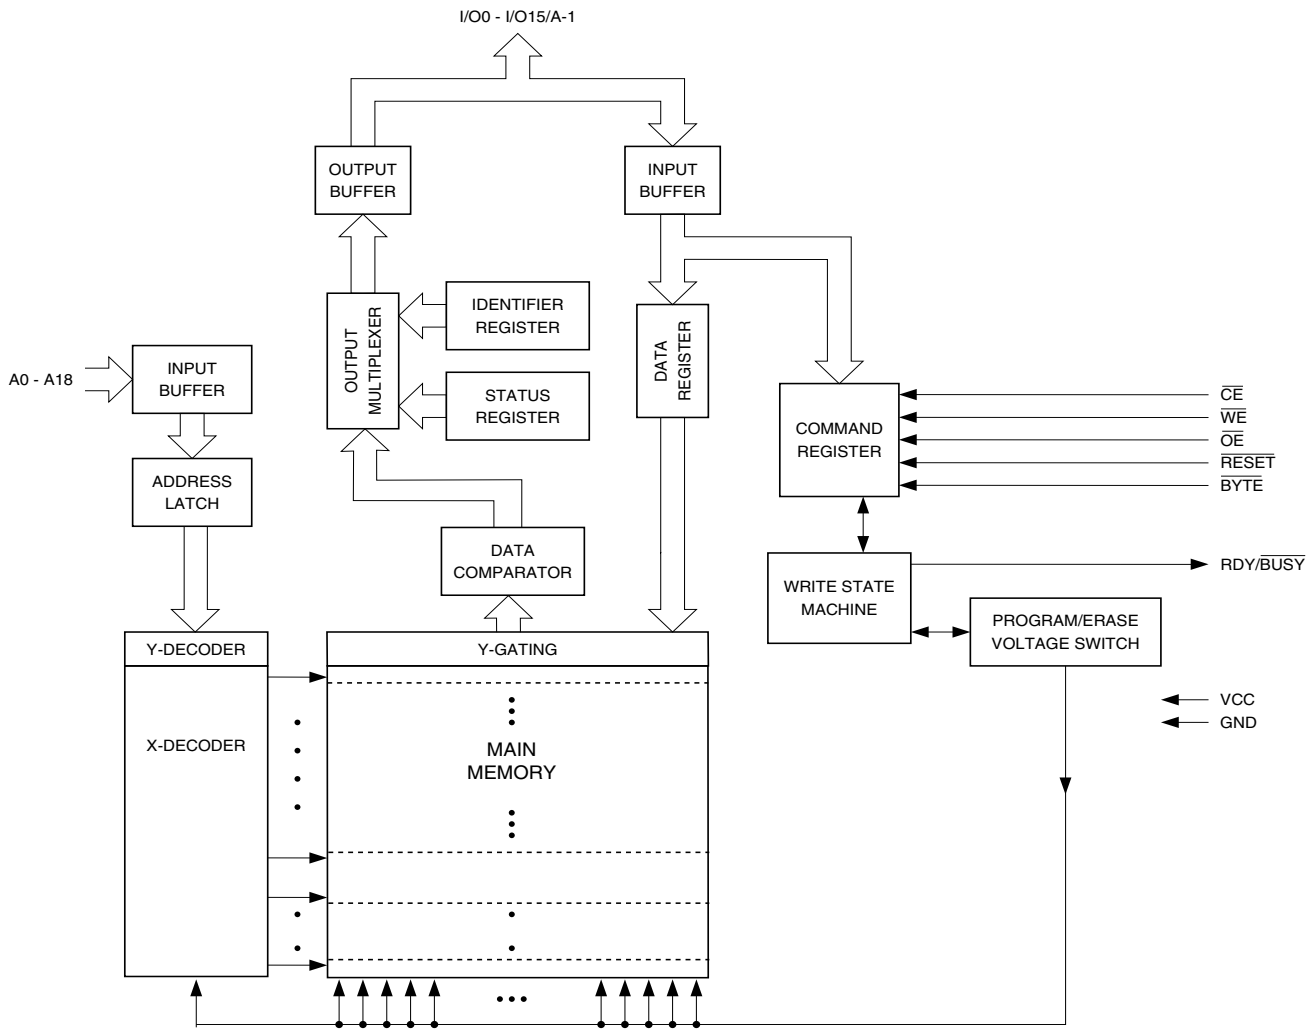 I/O0 - I/O15/A-1
OUTPUT
BUFFER
INPUT
BUFFER
IDENTIFIER
REGISTER
OUTPUT
MULTIPLEXER
DATA
REGISTER
A0 - A18
INPUT
BUFFER
STATUS
REGISTER
COMMAND
REGISTER
CE
WE
OE
RESET
BYTE
ADDRESS
LATCH
DATA
COMPARATOR
WRITE STATE
MACHINE
RDY/BUSY
PROGRAM/ERASE
VOLTAGE SWITCH
Y-DECODER
Y-GATING
VCC
GND
X-DECODER
MAIN
MEMORY